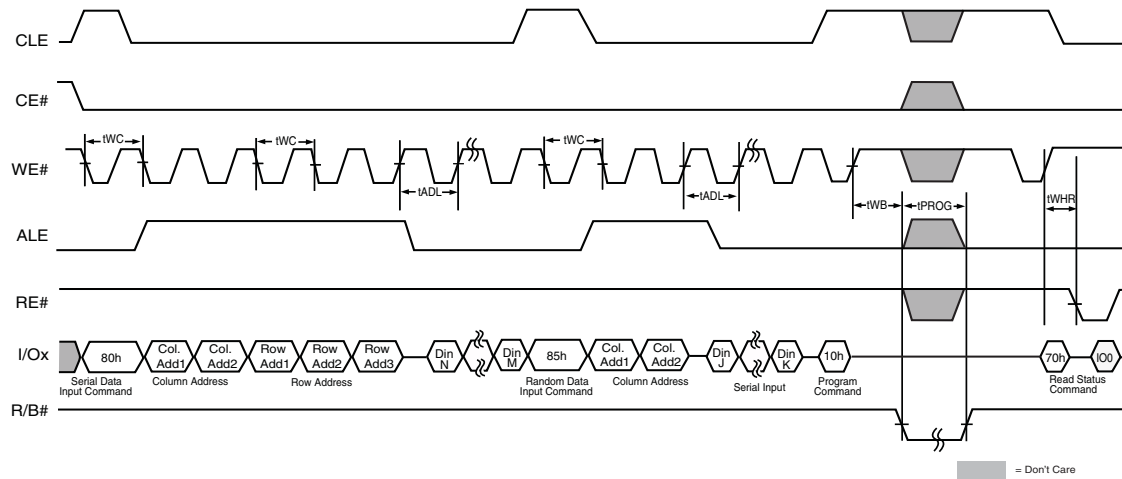 CLE
CE#
tWC
tWC
tWC
WE#
tADL
tADL
tWB
tPROG
tWHR
ALE
RE#
I/Ox
80h
Col. Add1
Col. Add2
Row Add1
Row Add2
Row Add3
Din N
Din M
85h
Col. Add1
Col. Add2
Din J
Din K
10h
70h
IO0
Serial Data
Input Command
Column Address
Row Address
Random Data
Input Command
Column Address
Serial Input
Program
Command
Read Status
Command
R/B#
= Don't Care